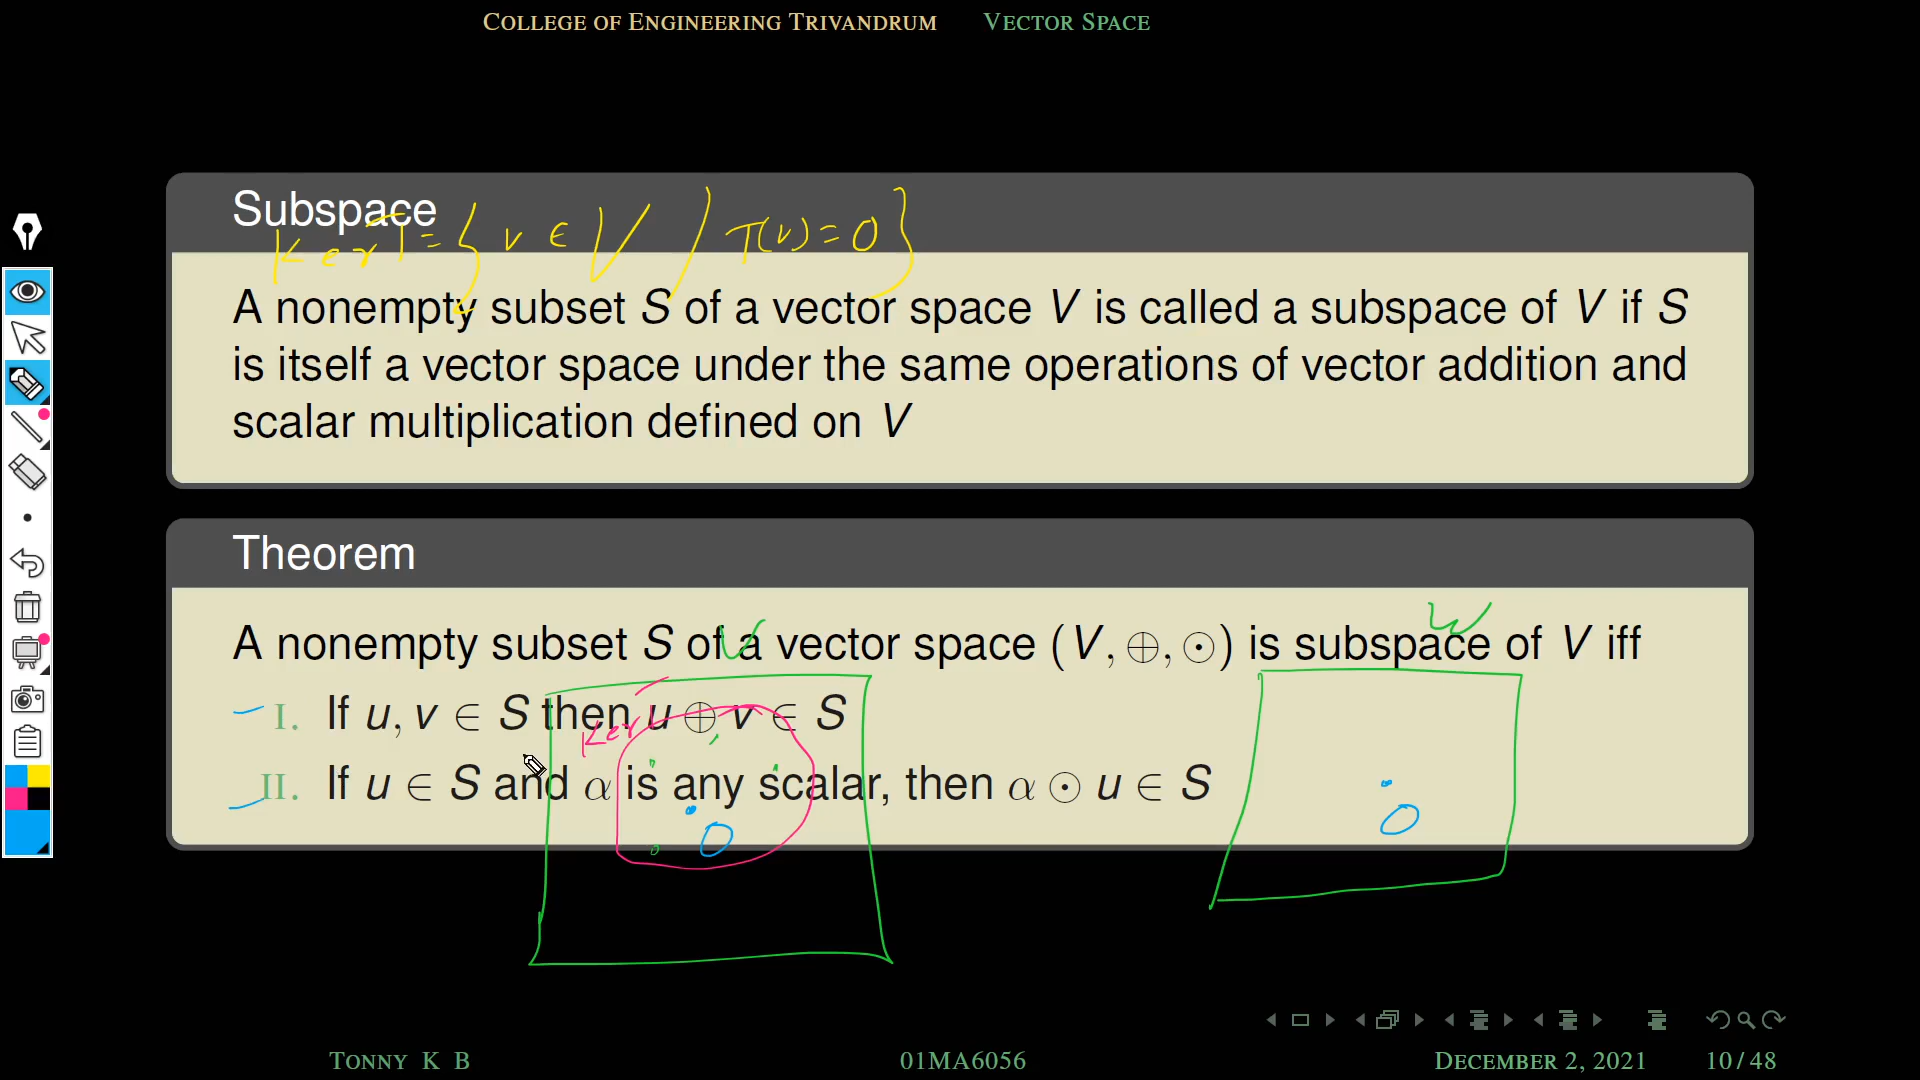 COLLEGE OF ENGINEERING TRIVANDRUM VECTOR SPACE
Subspace
Ker T = { v ∈ V / T(v) = 0 }
A nonempty subset S of a vector space V is called a subspace of V if S
is itself a vector space under the same operations of vector addition and
scalar multiplication defined on V
Theorem
V
W
A nonempty subset S of a vector space (V, ⊕, ⊙) is subspace of V iff
I. If u, v ∈ S then u ⊕ v ∈ S
Ker T
II. If u ∈ S and α is any scalar, then α ⊙ u ∈ S
0
0
TONNY K B 01MA6056 DECEMBER 2, 2021 10 / 48